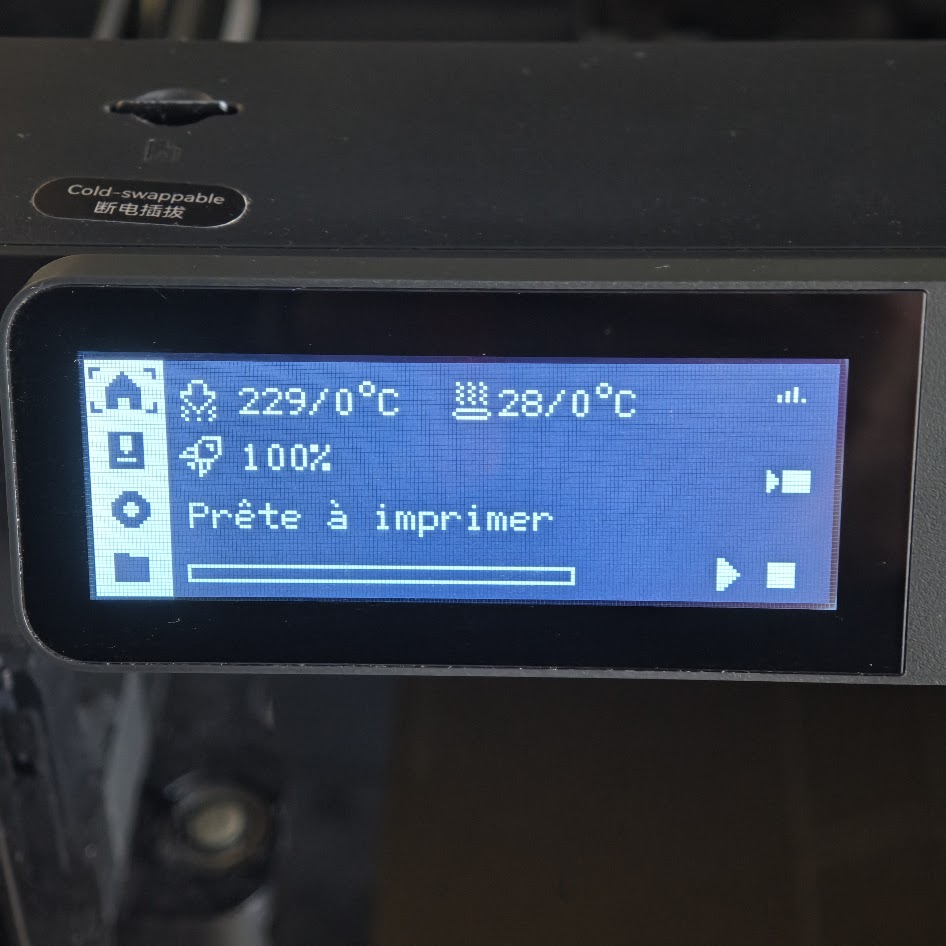 Cold-swappable
断电插拔
229/0°C 28/0°C
100%
Prête à imprimer